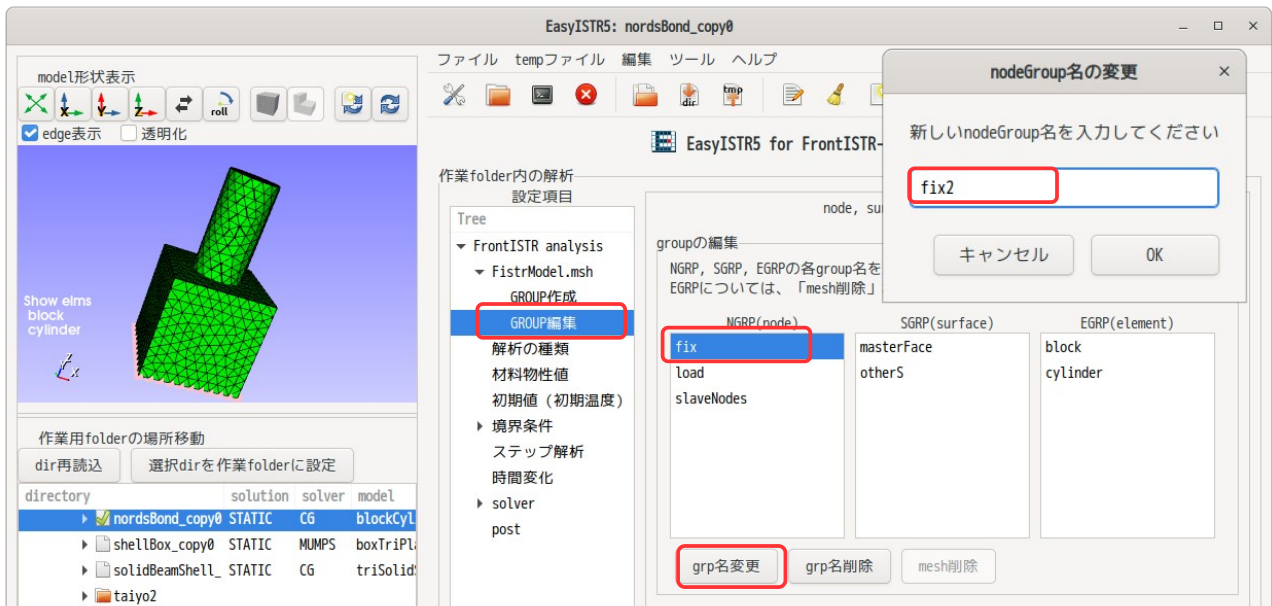 EasyISTR5: nordsBond_copy0
model形状表示
roll
edge表示 透明化
Show elms
block
cylinder
Z
X
作業用folderの場所移動
dir再読込 選択dirを作業folderに設定
directory solution solver model
nordsBond_copy0 STATIC CG blockCyl
shellBox_copy0 STATIC MUMPS boxTriPl
solidBeamShell_ STATIC CG triSolid
taiyo2
ファイル tempファイル 編集 ツール ヘルプ
dir tmp
EasyISTR5 for FrontISTR-
作業folder内の解析
設定項目
Tree
FrontISTR analysis
FistrModel.msh
GROUP作成
GROUP編集
解析の種類
材料物性値
初期値（初期温度）
境界条件
ステップ解析
時間変化
solver
post
node, su
groupの編集
NGRP, SGRP, EGRPの各group名を
EGRPについては、「mesh削除」
NGRP(node) SGRP(surface) EGRP(element)
fix masterFace block
load otherS cylinder
slaveNodes
grp名変更 grp名削除 mesh削除
nodeGroup名の変更
新しいnodeGroup名を入力してください
fix2
キャンセル OK